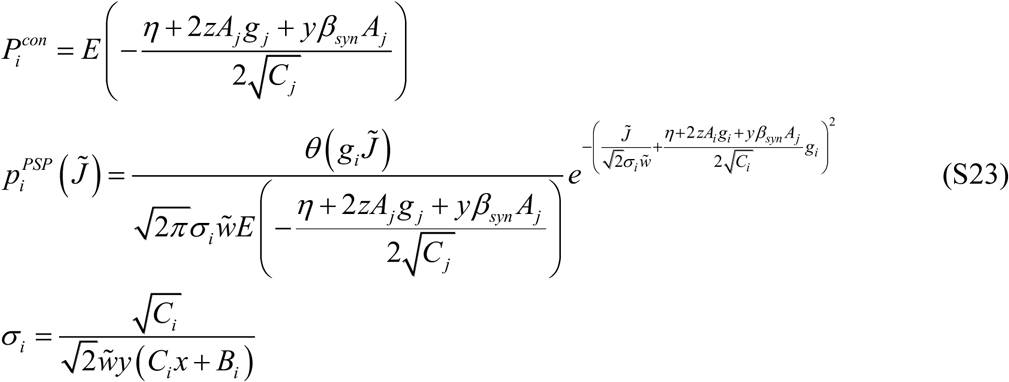 P_i^{con} = E\left(-\frac{\eta + 2zA_j g_j + y\beta_{syn} A_j}{2\sqrt{C_j}}\right)
p_i^{PSP}(\tilde{J}) = \frac{\theta(g_i \tilde{J})}{\sqrt{2\pi}\sigma_i \tilde{w} E\left(-\frac{\eta + 2zA_j g_j + y\beta_{syn} A_j}{2\sqrt{C_j}}\right)} e^{-\left(\frac{\tilde{J}}{\sqrt{2}\sigma_i \tilde{w}} + \frac{\eta + 2zA_i g_i + y\beta_{syn} A_j}{2\sqrt{C_i}} g_i\right)^2} (S23)
\sigma_i = \frac{\sqrt{C_i}}{\sqrt{2}\tilde{w} y (C_i x + B_i)}